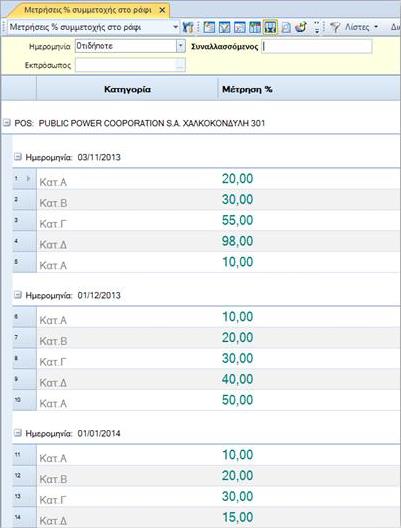 Μετρήσεις % συμμετοχής στο ράφι
Μετρήσεις % συμμετοχής στο ράφι Λίστες
Ημερομηνία Οτιδήποτε Συναλλασσόμενος
Εκπρόσωπος
Κατηγορία Μέτρηση %
POS: PUBLIC POWER COOPORATION S.A. ΧΑΛΚΟΚΟΝΔΥΛΗ 301
Ημερομηνία: 03/11/2013
1 Κατ.Α 20,00
2 Κατ.Β 30,00
3 Κατ.Γ 55,00
4 Κατ.Δ 98,00
5 Κατ.Α 10,00
Ημερομηνία: 01/12/2013
6 Κατ.Α 10,00
7 Κατ.Β 20,00
8 Κατ.Γ 30,00
9 Κατ.Δ 40,00
10 Κατ.Α 50,00
Ημερομηνία: 01/01/2014
11 Κατ.Α 10,00
12 Κατ.Β 20,00
13 Κατ.Γ 30,00
14 Κατ.Δ 15,00